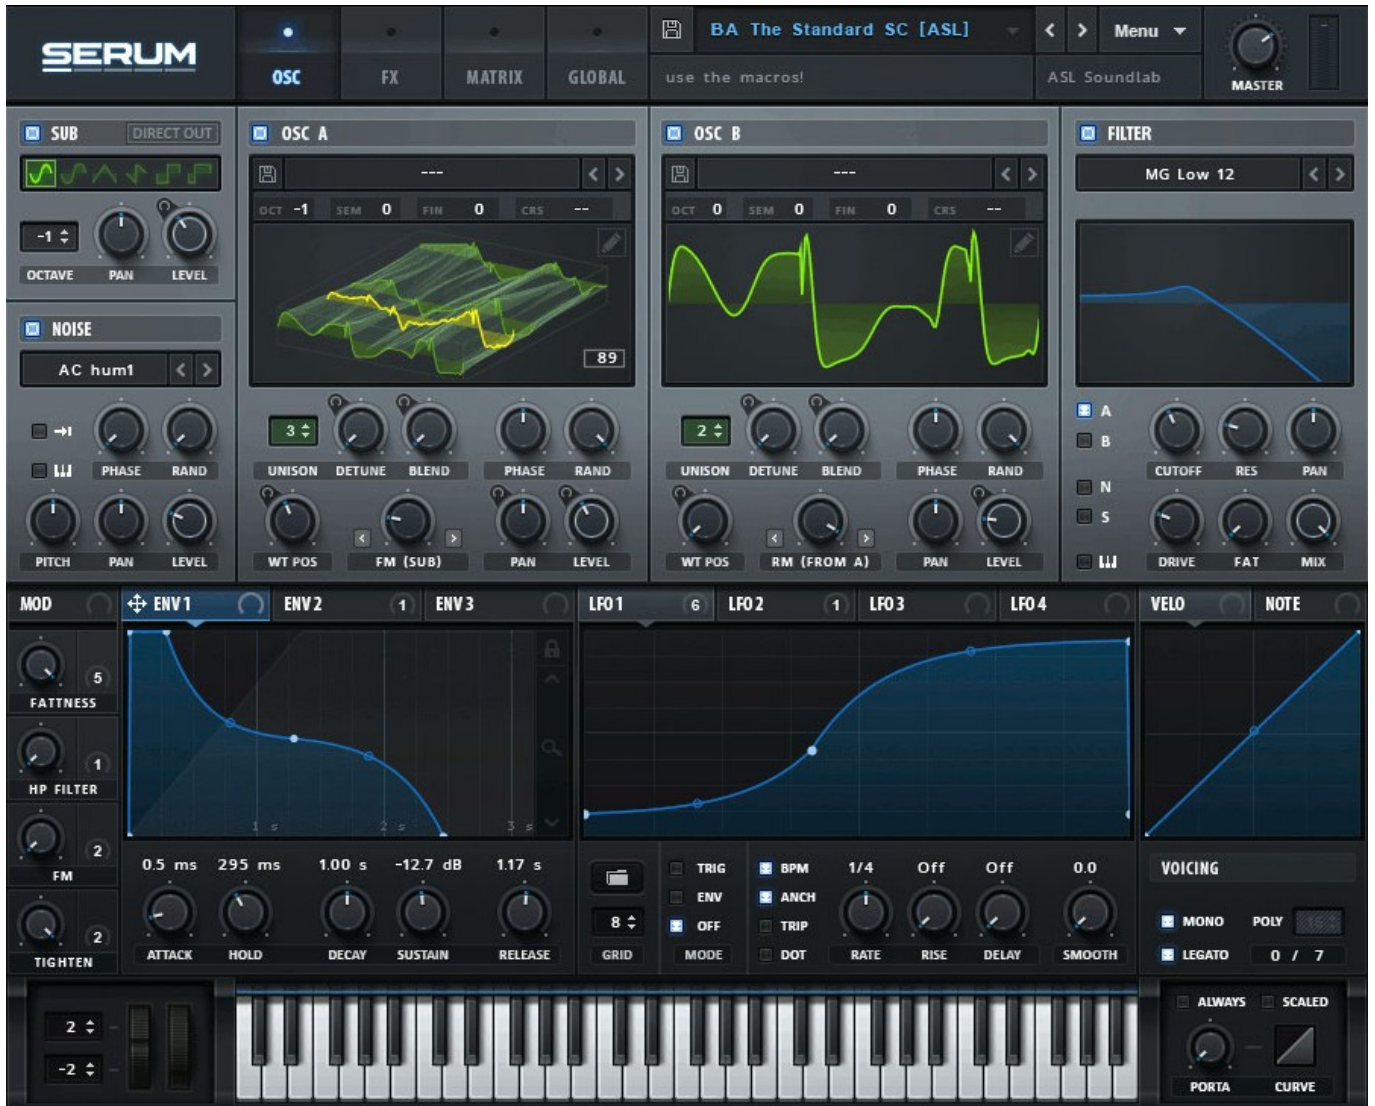 SERUM
OSC
FX
MATRIX
GLOBAL
BA The Standard SC [ASL]
Menu
use the macros!
ASL Soundlab
MASTER
SUB
DIRECT OUT
-1
OCTAVE PAN LEVEL
NOISE
AC hum1
PHASE RAND
PITCH PAN LEVEL
OSC A
---
OCT -1 SEM 0 FIN 0 CRS --
89
3
UNISON DETUNE BLEND PHASE RAND
WT POS FM (SUB) PAN LEVEL
OSC B
---
OCT 0 SEM 0 FIN 0 CRS --
2
UNISON DETUNE BLEND PHASE RAND
WT POS RM (FROM A) PAN LEVEL
FILTER
MG Low 12
A
B
N
S
CUTOFF RES PAN
DRIVE FAT MIX
MOD
5
FATTNESS
1
HP FILTER
2
FM
2
TIGHTEN
ENV 1 ENV 2 1 ENV 3
1 s 2 s 3 s
0.5 ms 295 ms 1.00 s -12.7 dB 1.17 s
ATTACK HOLD DECAY SUSTAIN RELEASE
LFO 1 6 LFO 2 1 LFO 3 LFO 4
8
GRID
TRIG
ENV
OFF
MODE
BPM
ANCH
TRIP
DOT
1/4 Off Off 0.0
RATE RISE DELAY SMOOTH
VELO NOTE
VOICING
MONO POLY
LEGATO 0 / 7
2
-2
ALWAYS SCALED
PORTA CURVE